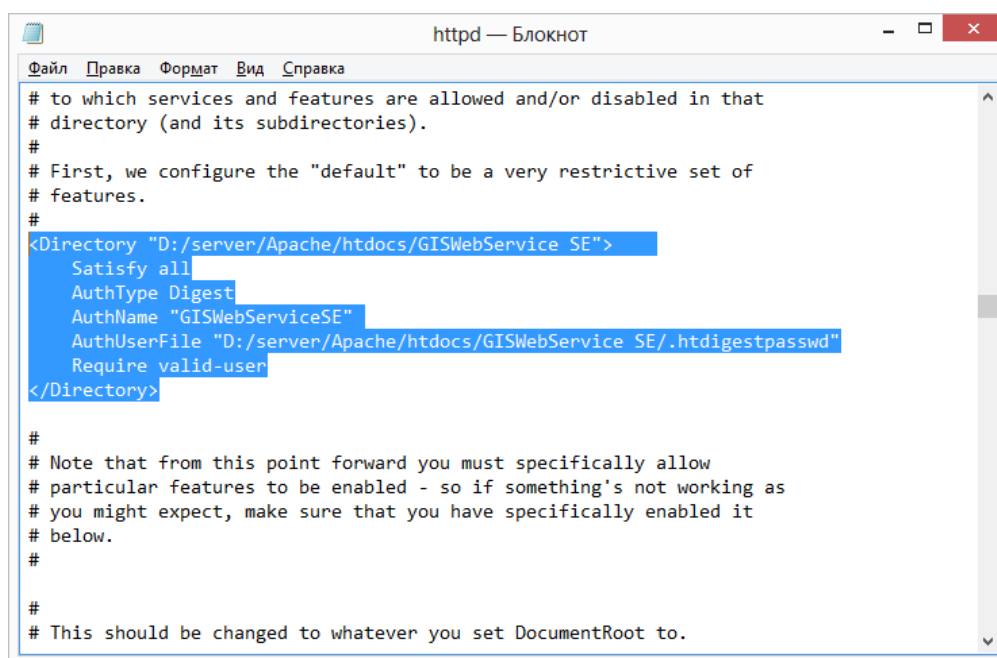 httpd — Блокнот
Файл Правка Формат Вид Справка
# to which services and features are allowed and/or disabled in that
# directory (and its subdirectories).
#
# First, we configure the "default" to be a very restrictive set of
# features.
#
<Directory "D:/server/Apache/htdocs/GISWebService SE">
    Satisfy all
    AuthType Digest
    AuthName "GISWebServiceSE"
    AuthUserFile "D:/server/Apache/htdocs/GISWebService SE/.htdigestpasswd"
    Require valid-user
</Directory>

#
# Note that from this point forward you must specifically allow
# particular features to be enabled - so if something's not working as
# you might expect, make sure that you have specifically enabled it
# below.
#

#
# This should be changed to whatever you set DocumentRoot to.